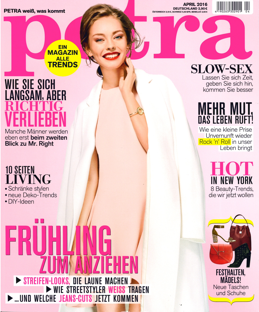 PETRA weiß, was kommt
APRIL 2016
petra
EIN
MAGAZIN
ALLE
TRENDS
WIE SIE SICH
LANGSAM, ABER
RICHTIG
VERLIEBEN
Manche Männer werden
eben erst beim zweiten
Blick zu Mr. Right
10 SEITEN
LIVING
• Schränke stylen
• neue Deko-Trends
• DIY-Ideen
SLOW-SEX
Lassen Sie sich Zeit,
geben Sie sich hin,
kommen Sie besser
MEHR MUT,
DAS LEBEN RUFT!
Wie eine kleine Prise
Unvernunft wieder
Rock 'n' Roll in unser
Leben bringt
HOT
IN NEW YORK
8 Beauty-Trends,
die wir jetzt wollen
FESTHALTEN,
MÄDELS!
Neue Taschen
und Schuhe
FRÜHLING
ZUM ANZIEHEN
STREIFEN-LOOKS, DIE LAUNE MACHEN
WIE STREETSTYLER WEISS TRAGEN
...UND WELCHE JEANS-CUTS JETZT KOMMEN